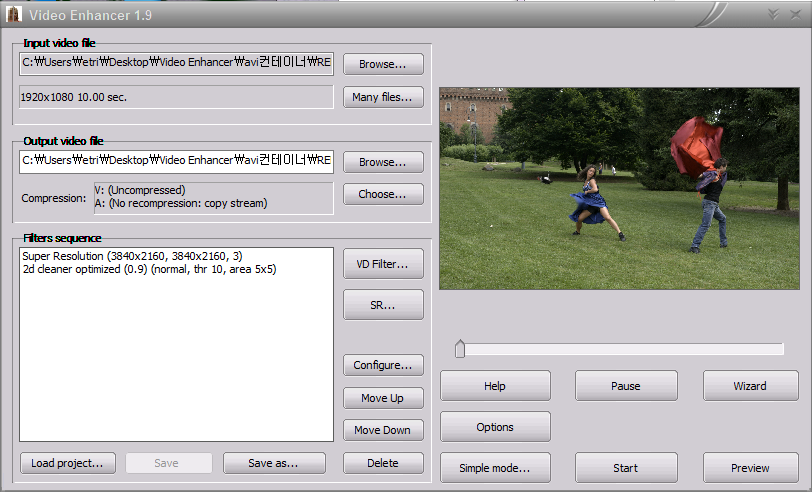 Video Enhancer 1.9
Input video file
C:₩Users₩etri₩Desktop₩Video Enhancer₩avi컨테이너₩RE
Browse...
1920x1080 10.00 sec.
Many files...
Output video file
C:₩Users₩etri₩Desktop₩Video Enhancer₩avi컨테이너₩RE
Browse...
Compression:
V: (Uncompressed)
A: (No recompression: copy stream)
Choose...
Filters sequence
Super Resolution (3840x2160, 3840x2160, 3)
2d cleaner optimized (0.9) (normal, thr 10, area 5x5)
VD Filter...
SR...
Configure...
Move Up
Move Down
Load project...
Save
Save as...
Delete
Help
Pause
Wizard
Options
Simple mode...
Start
Preview